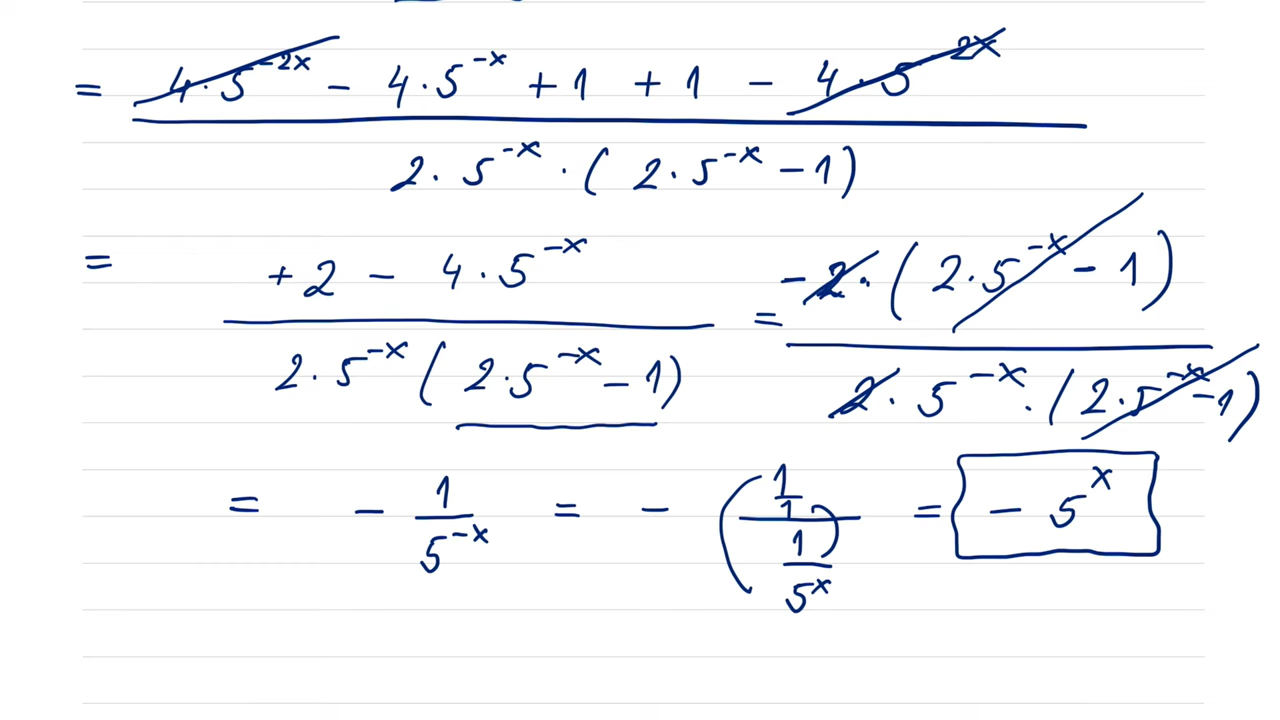 = (4·5^{-2x} - 4·5^{-x} + 1 + 1 - 4·5^{-2x}) / (2·5^{-x}·(2·5^{-x} - 1))
= (+2 - 4·5^{-x}) / (2·5^{-x}(2·5^{-x} - 1)) = (-2·(2·5^{-x} - 1)) / (2·5^{-x}·(2·5^{-x} - 1))
= - 1/5^{-x} = - ((1/1) / (1/5^x)) = - 5^x